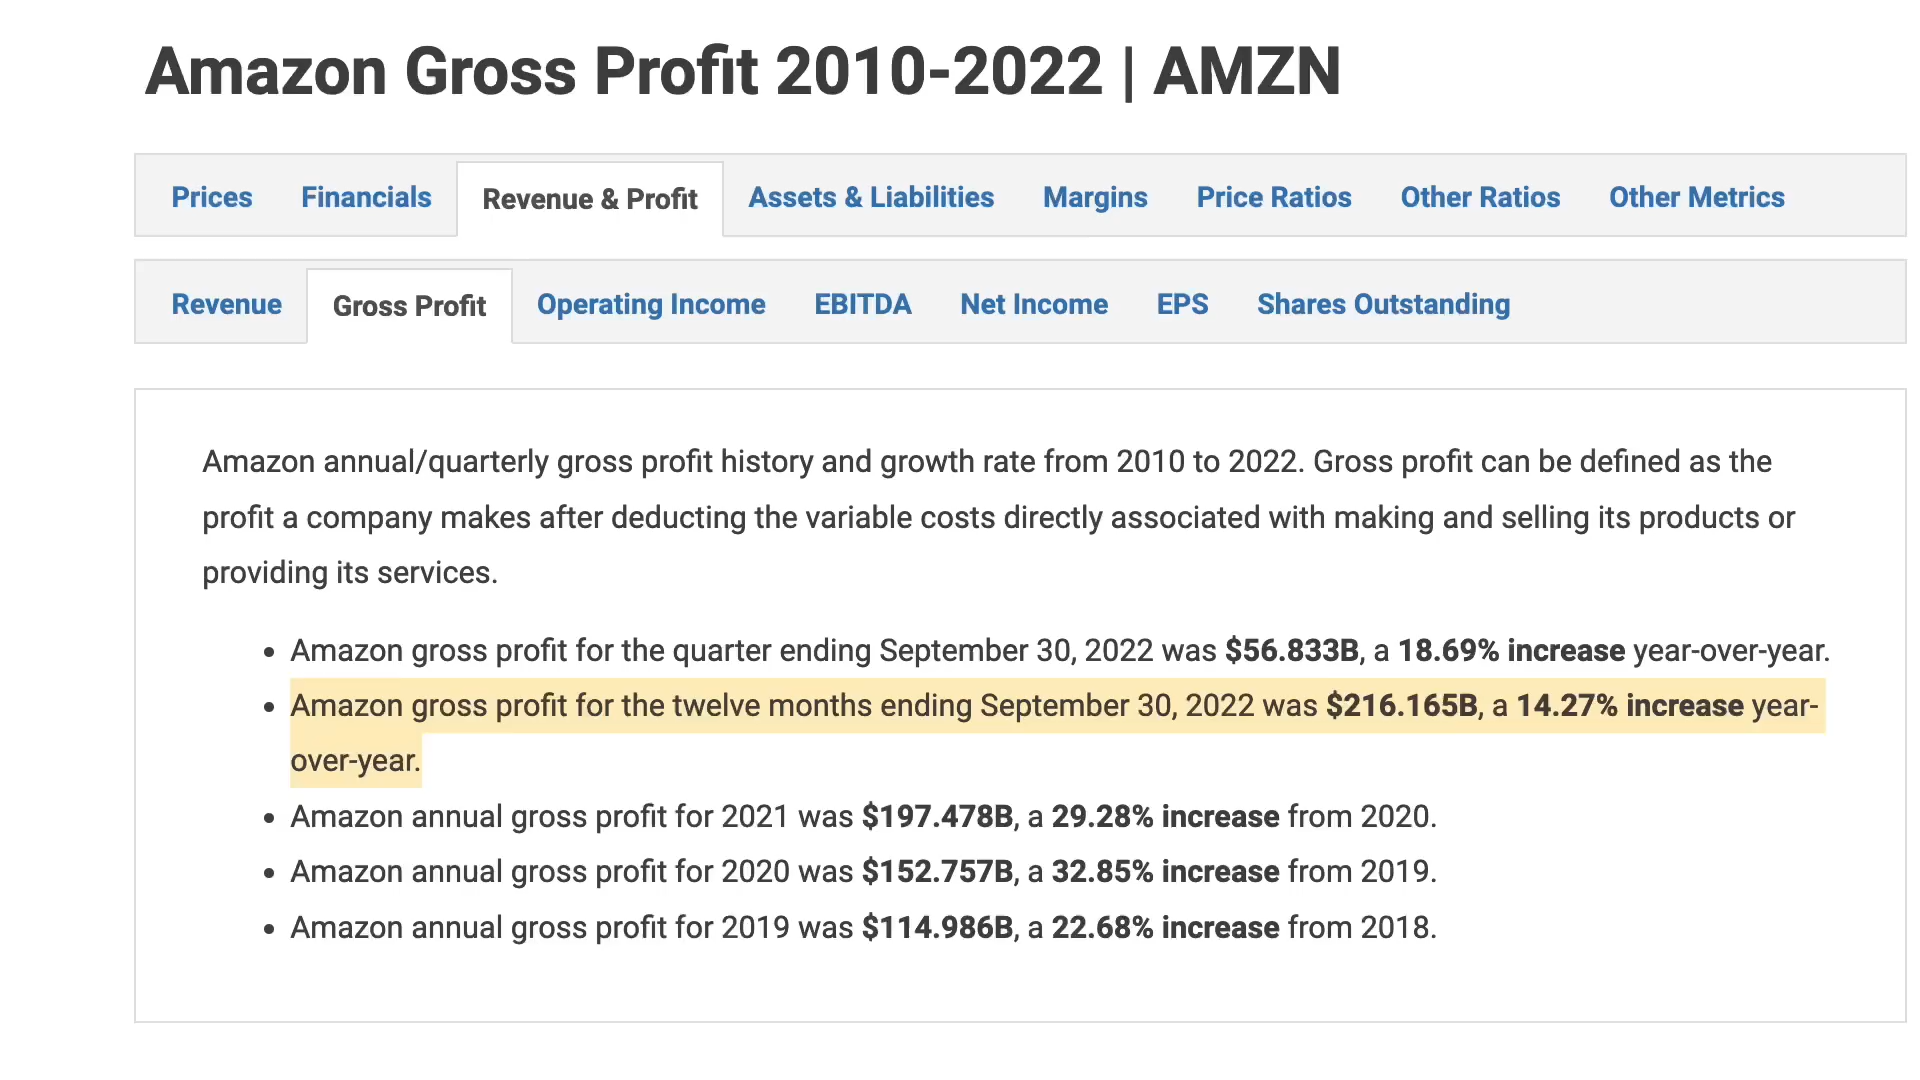 Amazon Gross Profit 2010-2022 | AMZN
Prices Financials Revenue & Profit Assets & Liabilities Margins Price Ratios Other Ratios Other Metrics
Revenue Gross Profit Operating Income EBITDA Net Income EPS Shares Outstanding
Amazon annual/quarterly gross profit history and growth rate from 2010 to 2022. Gross profit can be defined as the
profit a company makes after deducting the variable costs directly associated with making and selling its products or
providing its services.
• Amazon gross profit for the quarter ending September 30, 2022 was $56.833B, a 18.69% increase year-over-year.
• Amazon gross profit for the twelve months ending September 30, 2022 was $216.165B, a 14.27% increase year-
over-year.
• Amazon annual gross profit for 2021 was $197.478B, a 29.28% increase from 2020.
• Amazon annual gross profit for 2020 was $152.757B, a 32.85% increase from 2019.
• Amazon annual gross profit for 2019 was $114.986B, a 22.68% increase from 2018.